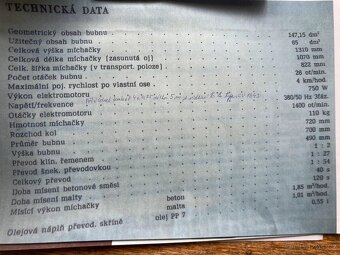 TECHNICKÁ DATA
Geometrický obsah bubnu 147,15 dm³
Užitečný obsah bubnu 65 dm³
Celková výška míchačky 1310 mm
Celková délka míchačky (zasunutá oj) 1070 mm
Celk. šířka míchačky (v transport. poloze) 822 mm
Počet otáček bubnu 28 ot/min.
Maximální poj. rychlost po vlastní ose 4 km/hod
Výkon elektromotoru 750 W
Napětí/frekvence 380/50 Hz
Otáčky elektromotoru 1400 ot/min.
Hmotnost míchačky 110 kg
Rozchod kol 720 mm
Průměr bubnu 700 mm
Výška bubnu 490 mm
Převod klín. řemenem 1 : 2
Převod šnek. převodovkou 1 : 27
Celkový převod 1 : 54
Doba mísení betonové směsi 40 s
Doba mísení malty 120 s
Mísící výkon míchačky beton 1,85 m³/hod.
malta 1,01 m³/hod.
Olejová náplň převod. skříně olej PP 7 0,55 l